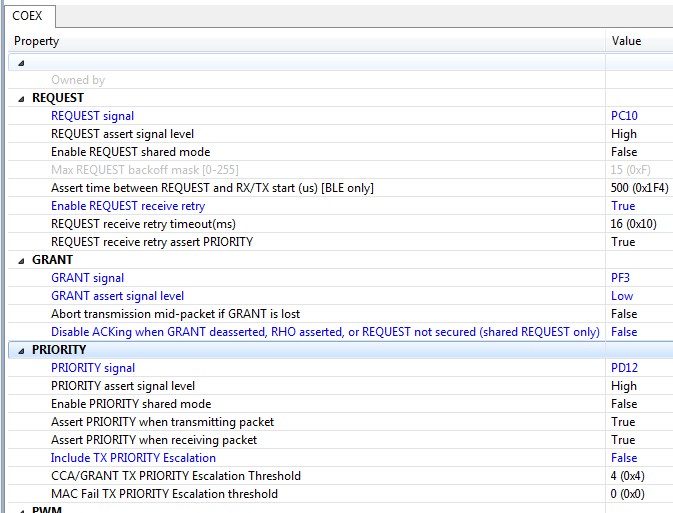 COEX
Property Value
Owned by
REQUEST
REQUEST signal PC10
REQUEST assert signal level High
Enable REQUEST shared mode False
Max REQUEST backoff mask [0-255] 15 (0xF)
Assert time between REQUEST and RX/TX start (us) [BLE only] 500 (0x1F4)
Enable REQUEST receive retry True
REQUEST receive retry timeout(ms) 16 (0x10)
REQUEST receive retry assert PRIORITY True
GRANT
GRANT signal PF3
GRANT assert signal level Low
Abort transmission mid-packet if GRANT is lost False
Disable ACKing when GRANT deasserted, RHO asserted, or REQUEST not secured (shared REQUEST only) False
PRIORITY
PRIORITY signal PD12
PRIORITY assert signal level High
Enable PRIORITY shared mode False
Assert PRIORITY when transmitting packet True
Assert PRIORITY when receiving packet True
Include TX PRIORITY Escalation False
CCA/GRANT TX PRIORITY Escalation Threshold 4 (0x4)
MAC Fail TX PRIORITY Escalation threshold 0 (0x0)
PWM